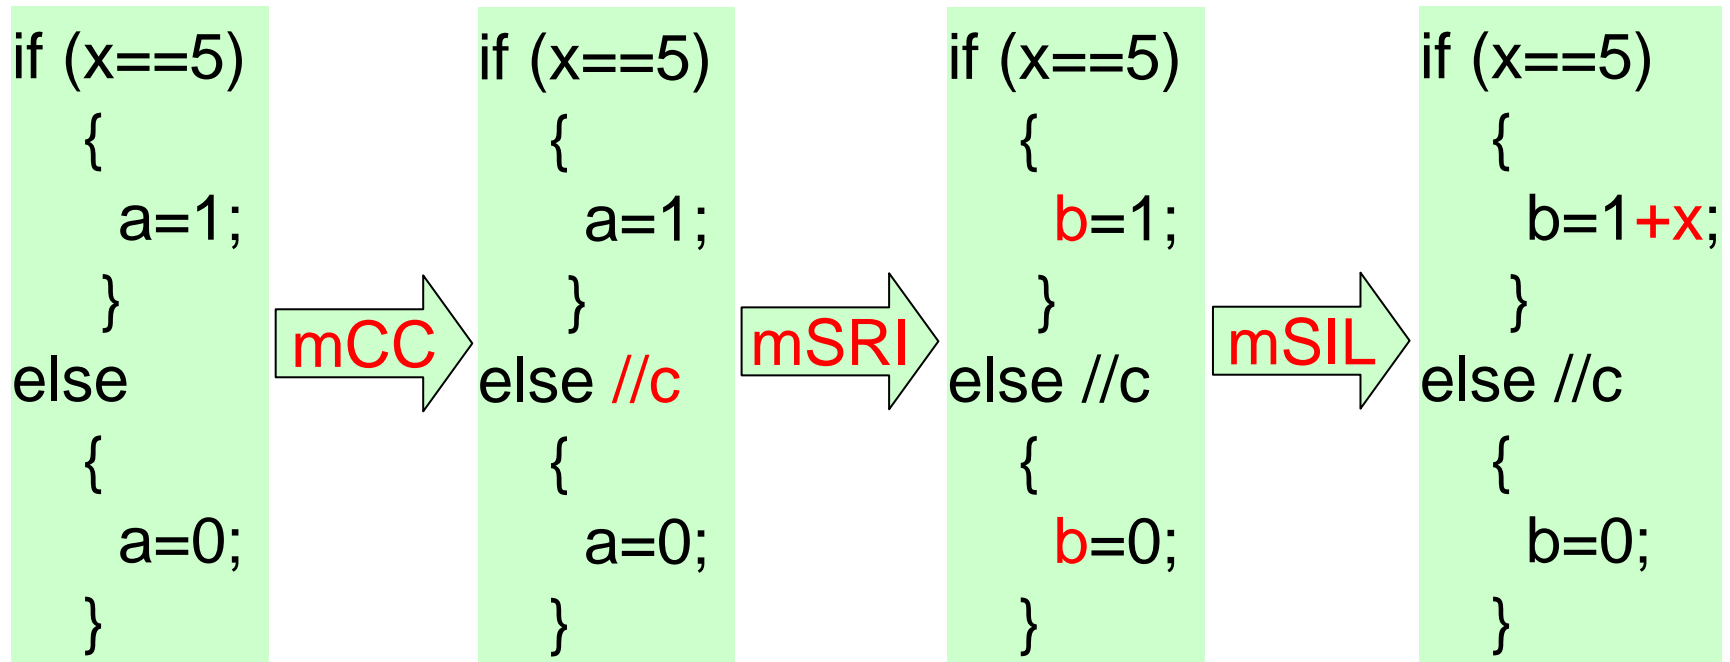 if (x==5)
{
a=1;
}
else
{
a=0;
}
mCC
if (x==5)
{
a=1;
}
else //c
{
a=0;
}
mSRI
if (x==5)
{
b=1;
}
else //c
{
b=0;
}
mSIL
if (x==5)
{
b=1+x;
}
else //c
{
b=0;
}